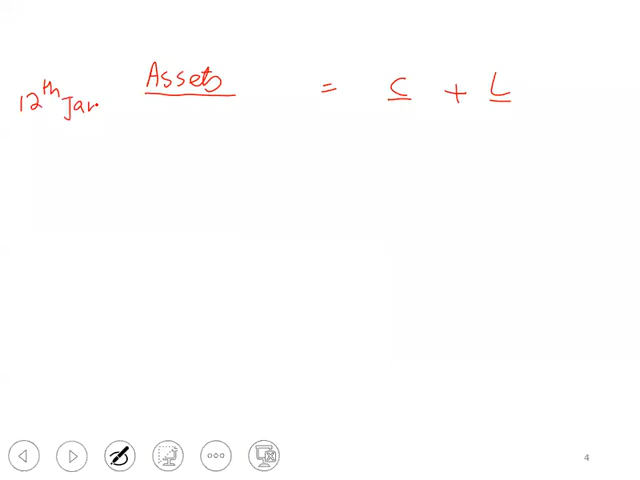 12th Jan. Assets = C + L
4